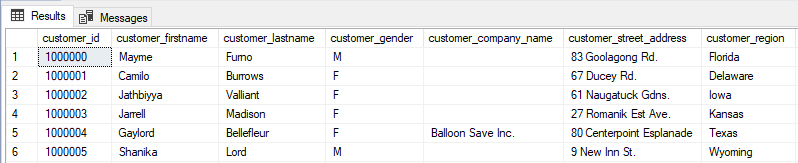 Results Messages
customer_id customer_firstname customer_lastname customer_gender customer_company_name customer_street_address customer_region
1 1000000 Mayme Furno M 83 Goolagong Rd. Florida
2 1000001 Camilo Burrows F 67 Ducey Rd. Delaware
3 1000002 Jathbiyya Valliant F 61 Naugatuck Gdns. Iowa
4 1000003 Jarrell Madison F 27 Romanik Est Ave. Kansas
5 1000004 Gaylord Bellefleur F Balloon Save Inc. 80 Centerpoint Esplanade Texas
6 1000005 Shanika Lord M 9 New Inn St. Wyoming